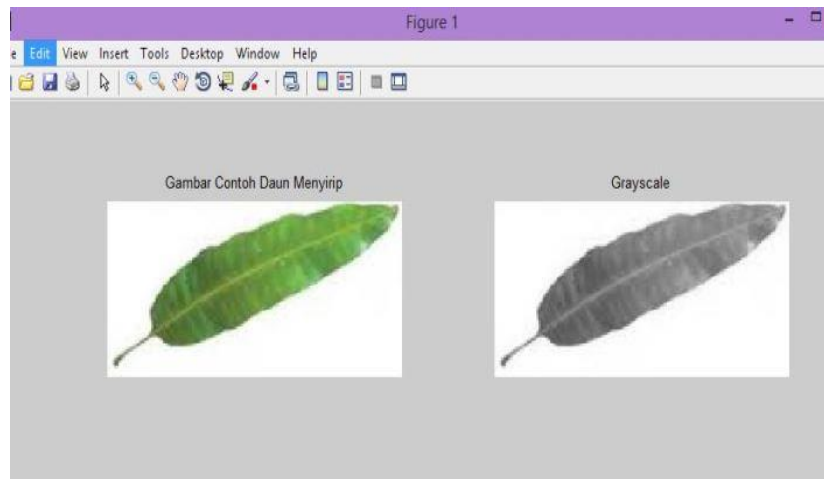 Figure 1
e Edit View Insert Tools Desktop Window Help
Gambar Contoh Daun Menyirip
Grayscale